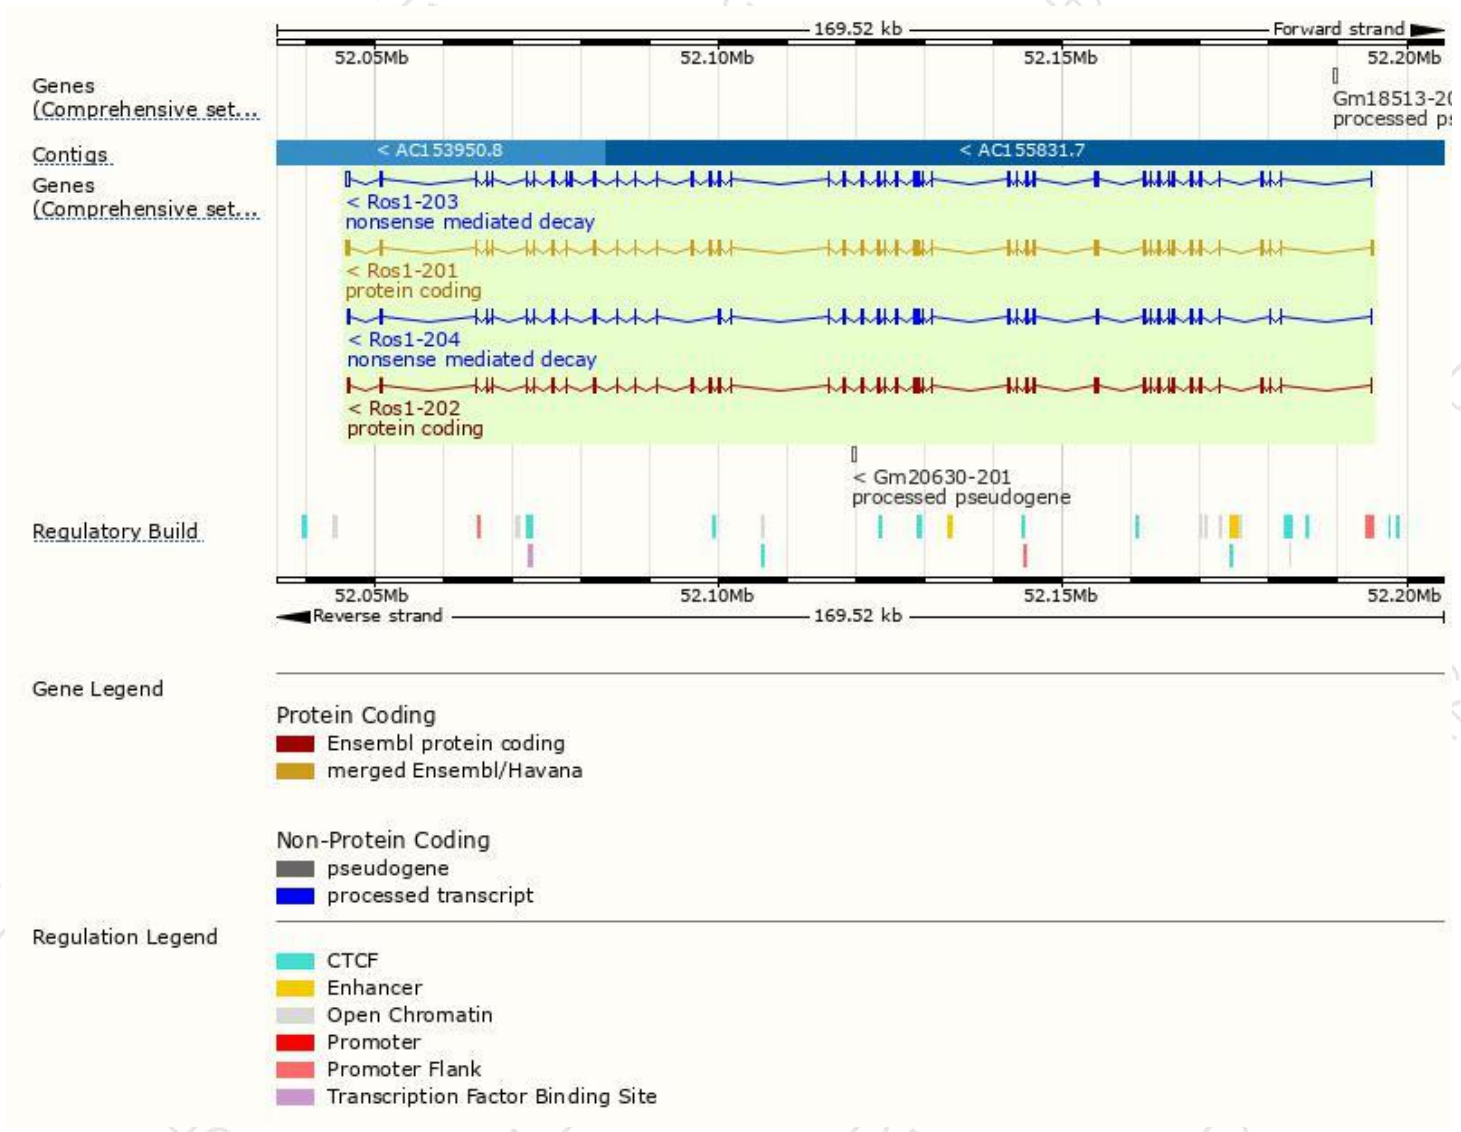 169.52 kb Forward strand
52.05Mb 52.10Mb 52.15Mb 52.20Mb
Genes
(Comprehensive set...
Gm18513-20
processed ps
Contigs < AC153950.8 < AC155831.7
Genes
(Comprehensive set...
< Ros1-203
nonsense mediated decay
< Ros1-201
protein coding
< Ros1-204
nonsense mediated decay
< Ros1-202
protein coding
< Gm20630-201
processed pseudogene
Regulatory Build
52.05Mb 52.10Mb 52.15Mb 52.20Mb
Reverse strand 169.52 kb
Gene Legend
Protein Coding
Ensembl protein coding
merged Ensembl/Havana
Non-Protein Coding
pseudogene
processed transcript
Regulation Legend
CTCF
Enhancer
Open Chromatin
Promoter
Promoter Flank
Transcription Factor Binding Site